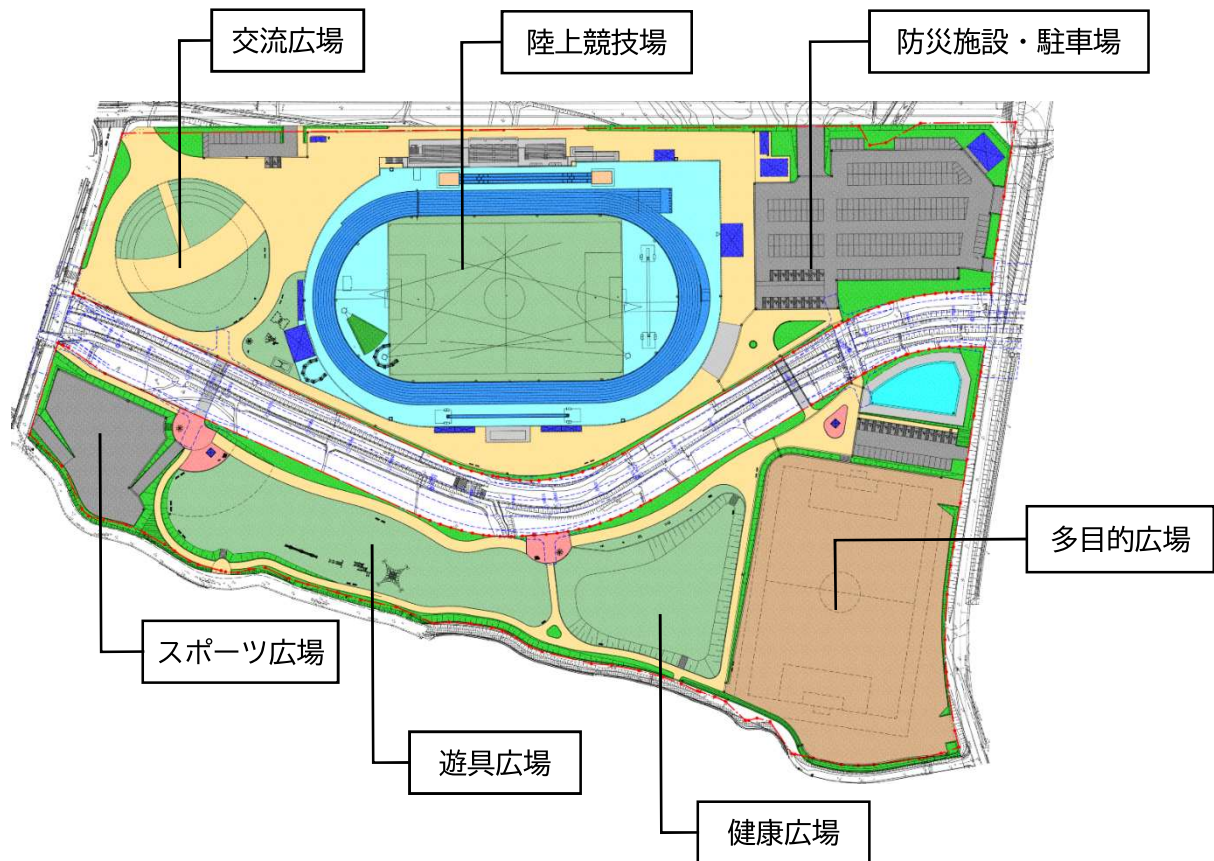 交流広場
陸上競技場
防災施設・駐車場
多目的広場
スポーツ広場
遊具広場
健康広場